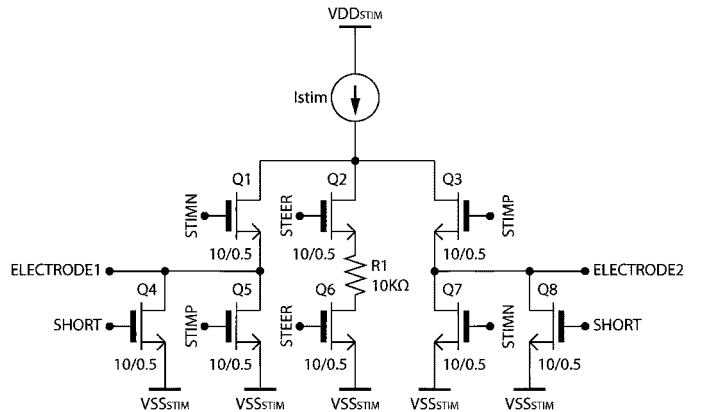 VDDSTIM
Istim
Q1
Q2
Q3
STIMN
STEER
STIMP
10/0.5
10/0.5
10/0.5
R1
10KΩ
ELECTRODE1
ELECTRODE2
Q4
Q5
Q6
Q7
Q8
SHORT
STIMP
STEER
STIMN
SHORT
10/0.5
10/0.5
10/0.5
10/0.5
10/0.5
VSSSTIM
VSSSTIM
VSSSTIM
VSSSTIM
VSSSTIM